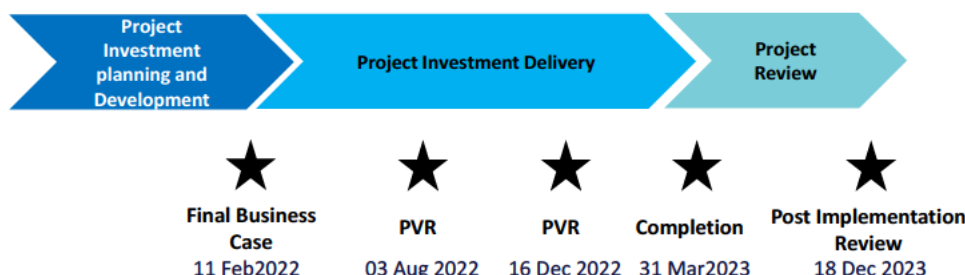 Project
Investment
planning and
Development
Project Investment Delivery
Project
Review
Final Business
Case
11 Feb2022
PVR
03 Aug 2022
PVR
16 Dec 2022
Completion
31 Mar2023
Post Implementation
Review
18 Dec 2023